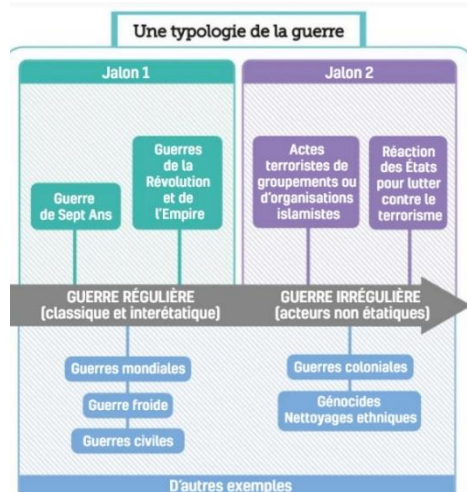 Une typologie de la guerre
Jalon 1
Jalon 2
Guerre
de Sept Ans
Guerres
de la
Révolution
et de
l'Empire
Actes
terroristes de
groupements ou
d'organisations
islamistes
Réaction
des États
pour lutter
contre le
terrorisme
GUERRE RÉGULIÈRE
(classique et interétatique)
GUERRE IRRÉGULIÈRE
(acteurs non étatiques)
Guerres mondiales
Guerre froide
Guerres civiles
Guerres coloniales
Génocides
Nettoyages ethniques
D'autres exemples